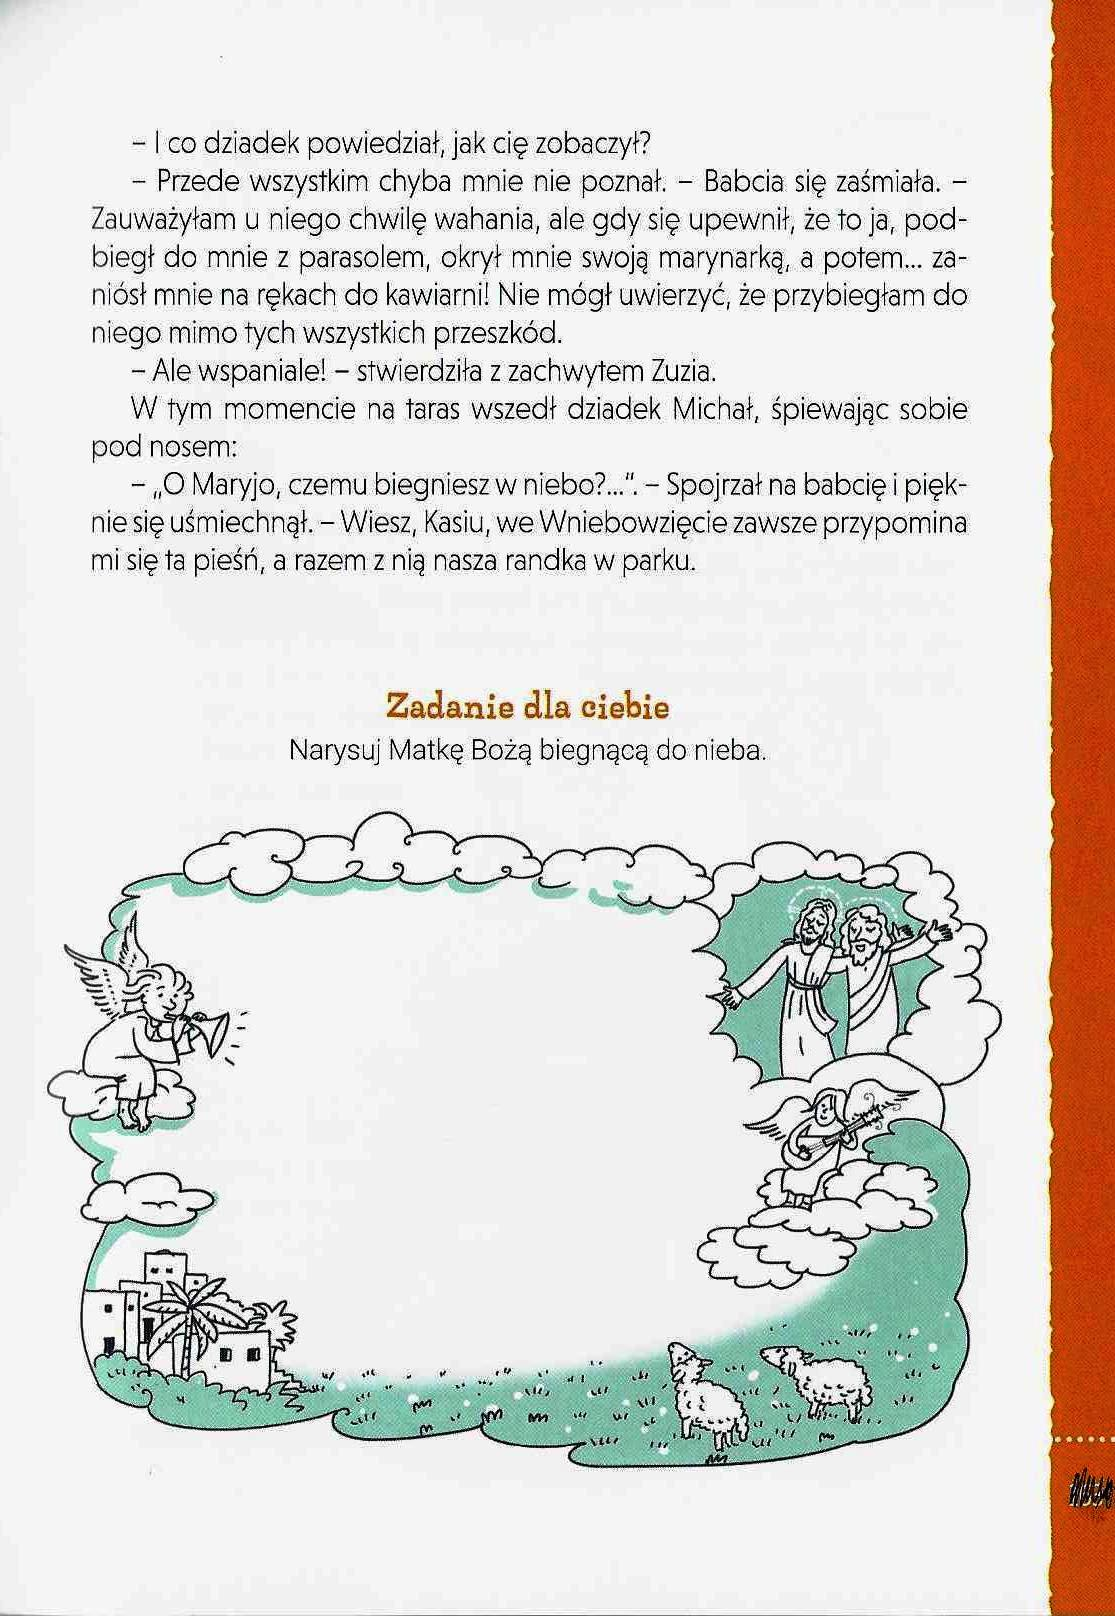 – I co dziadek powiedział, jak cię zobaczył?
– Przede wszystkim chyba mnie nie poznał. – Babcia się zaśmiała. –
Zauważyłam u niego chwilę wahania, ale gdy się upewnił, że to ja, pod-
biegł do mnie z parasolem, okrył mnie swoją marynarką, a potem... za-
niósł mnie na rękach do kawiarni! Nie mógł uwierzyć, że przybiegłam do
niego mimo tych wszystkich przeszkód.
– Ale wspaniale! – stwierdziła z zachwytem Zuzia.
W tym momencie na taras wszedł dziadek Michał, śpiewając sobie
pod nosem:
– „O Maryjo, czemu biegniesz w niebo?...". – Spojrzał na babcię i pięk-
nie się uśmiechnął. – Wiesz, Kasiu, we Wniebowzięcie zawsze przypomina
mi się ta pieśń, a razem z nią nasza randka w parku.
Zadanie dla ciebie
Narysuj Matkę Bożą biegnącą do nieba.